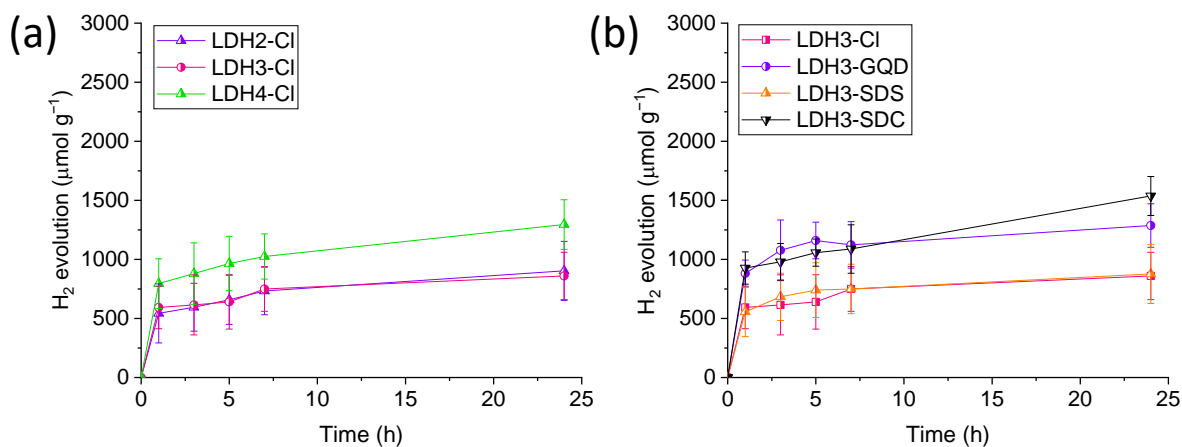 (a)
3000
2500
2000
1500
1000
500
0
H₂ evolution (μmol g⁻¹)
LDH2-Cl
LDH3-Cl
LDH4-Cl
0 5 10 15 20 25
Time (h)
(b)
3000
2500
2000
1500
1000
500
0
H₂ evolution (μmol g⁻¹)
LDH3-Cl
LDH3-GQD
LDH3-SDS
LDH3-SDC
0 5 10 15 20 25
Time (h)